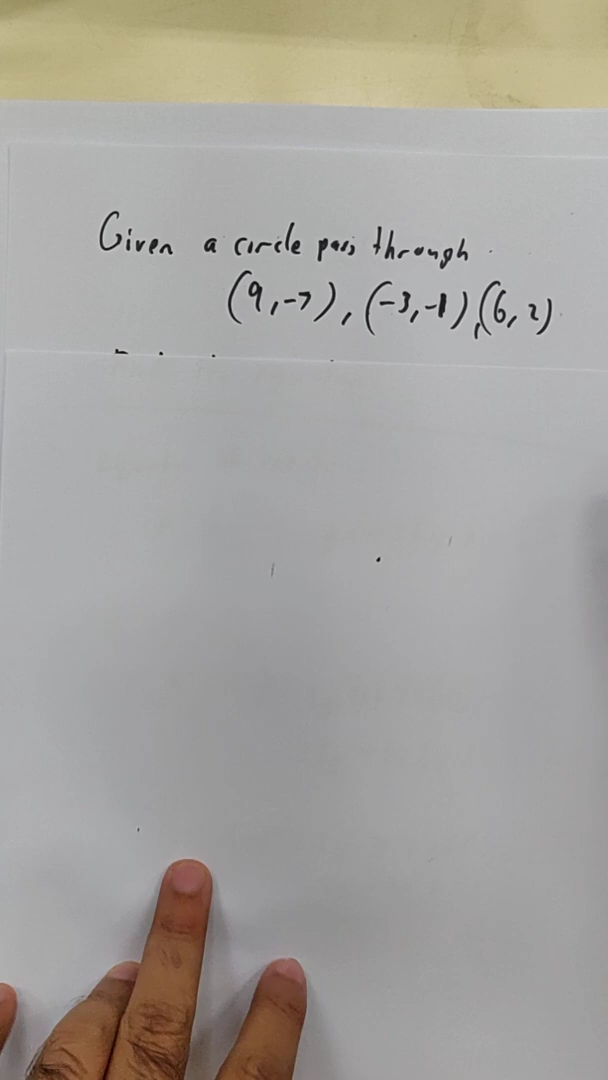 Given a circle pass through
(9,-7), (-3,-1), (6, 2)